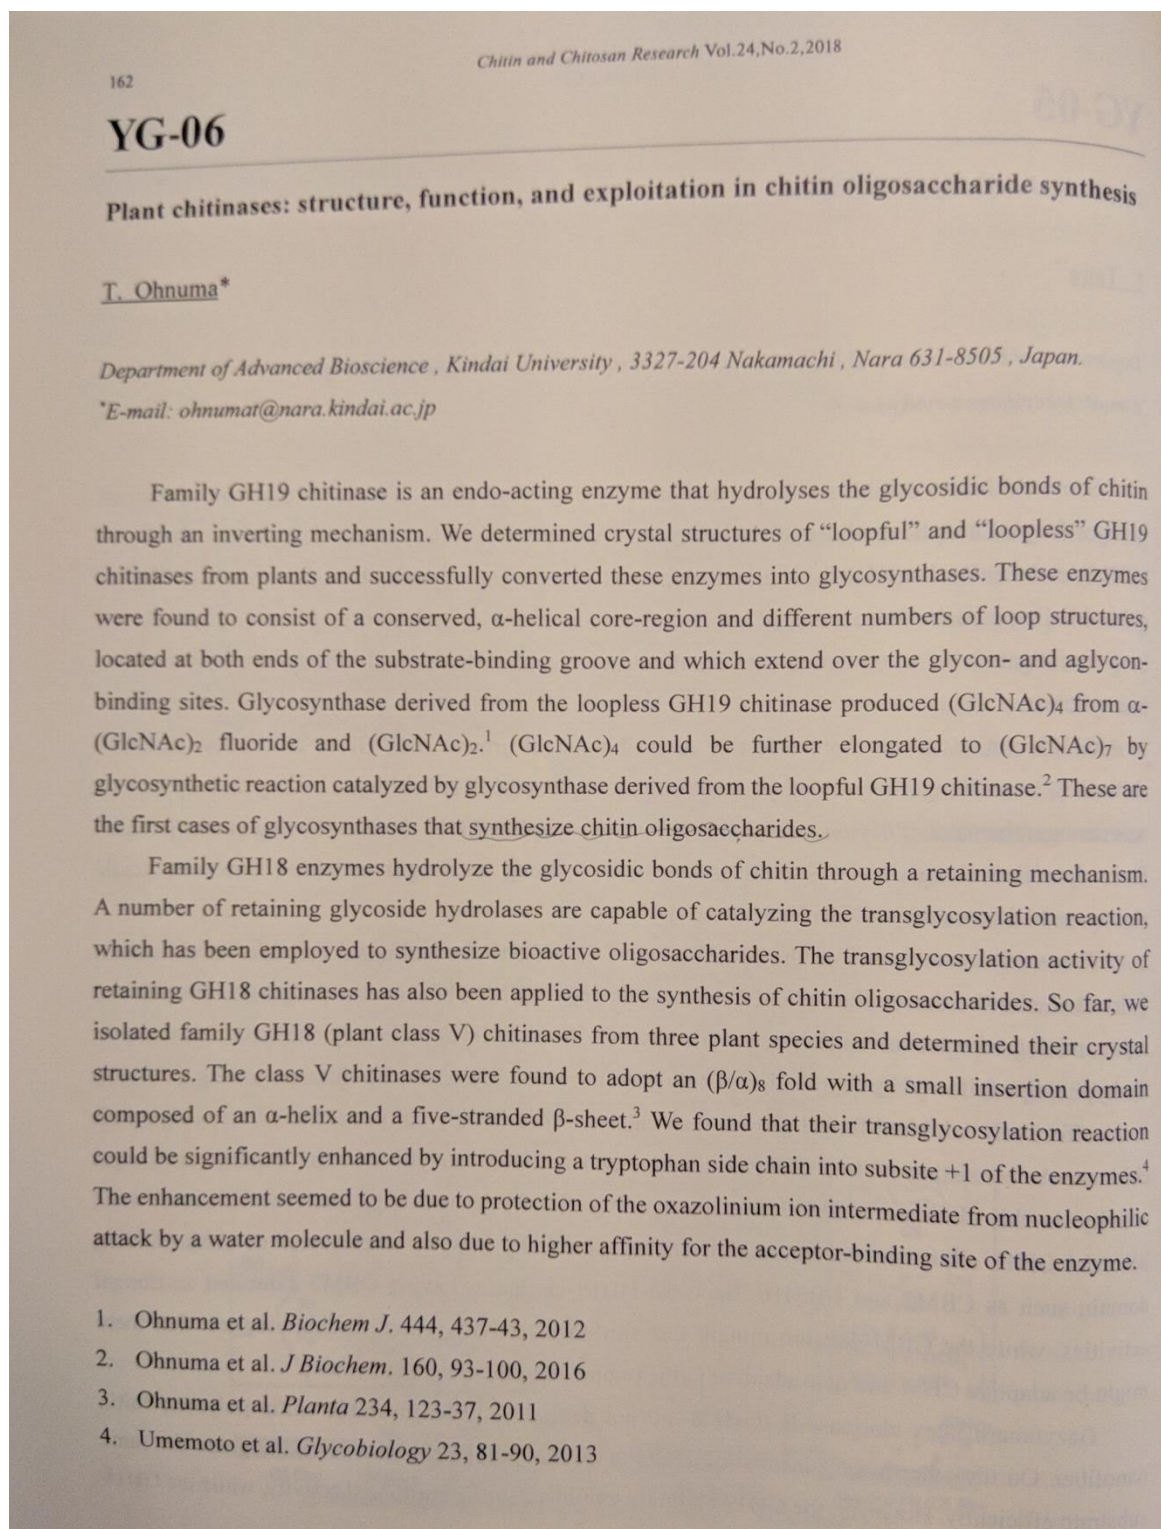 Chitin and Chitosan Research Vol.24,No.2,2018
162
YG-06
Plant chitinases: structure, function, and exploitation in chitin oligosaccharide synthesis
T. Ohnuma*
Department of Advanced Bioscience , Kindai University , 3327-204 Nakamachi , Nara 631-8505 , Japan.
*E-mail: ohnumat@nara.kindai.ac.jp
Family GH19 chitinase is an endo-acting enzyme that hydrolyses the glycosidic bonds of chitin
through an inverting mechanism. We determined crystal structures of “loopful” and “loopless” GH19
chitinases from plants and successfully converted these enzymes into glycosynthases. These enzymes
were found to consist of a conserved, α-helical core-region and different numbers of loop structures,
located at both ends of the substrate-binding groove and which extend over the glycon- and aglycon-
binding sites. Glycosynthase derived from the loopless GH19 chitinase produced (GlcNAc)₄ from α-
(GlcNAc)₂ fluoride and (GlcNAc)₂.¹ (GlcNAc)₄ could be further elongated to (GlcNAc)₇ by
glycosynthetic reaction catalyzed by glycosynthase derived from the loopful GH19 chitinase.² These are
the first cases of glycosynthases that synthesize chitin oligosaccharides.
Family GH18 enzymes hydrolyze the glycosidic bonds of chitin through a retaining mechanism.
A number of retaining glycoside hydrolases are capable of catalyzing the transglycosylation reaction,
which has been employed to synthesize bioactive oligosaccharides. The transglycosylation activity of
retaining GH18 chitinases has also been applied to the synthesis of chitin oligosaccharides. So far, we
isolated family GH18 (plant class V) chitinases from three plant species and determined their crystal
structures. The class V chitinases were found to adopt an (β/α)₈ fold with a small insertion domain
composed of an α-helix and a five-stranded β-sheet.³ We found that their transglycosylation reaction
could be significantly enhanced by introducing a tryptophan side chain into subsite +1 of the enzymes.⁴
The enhancement seemed to be due to protection of the oxazolinium ion intermediate from nucleophilic
attack by a water molecule and also due to higher affinity for the acceptor-binding site of the enzyme.
1. Ohnuma et al. Biochem J. 444, 437-43, 2012
2. Ohnuma et al. J Biochem. 160, 93-100, 2016
3. Ohnuma et al. Planta 234, 123-37, 2011
4. Umemoto et al. Glycobiology 23, 81-90, 2013